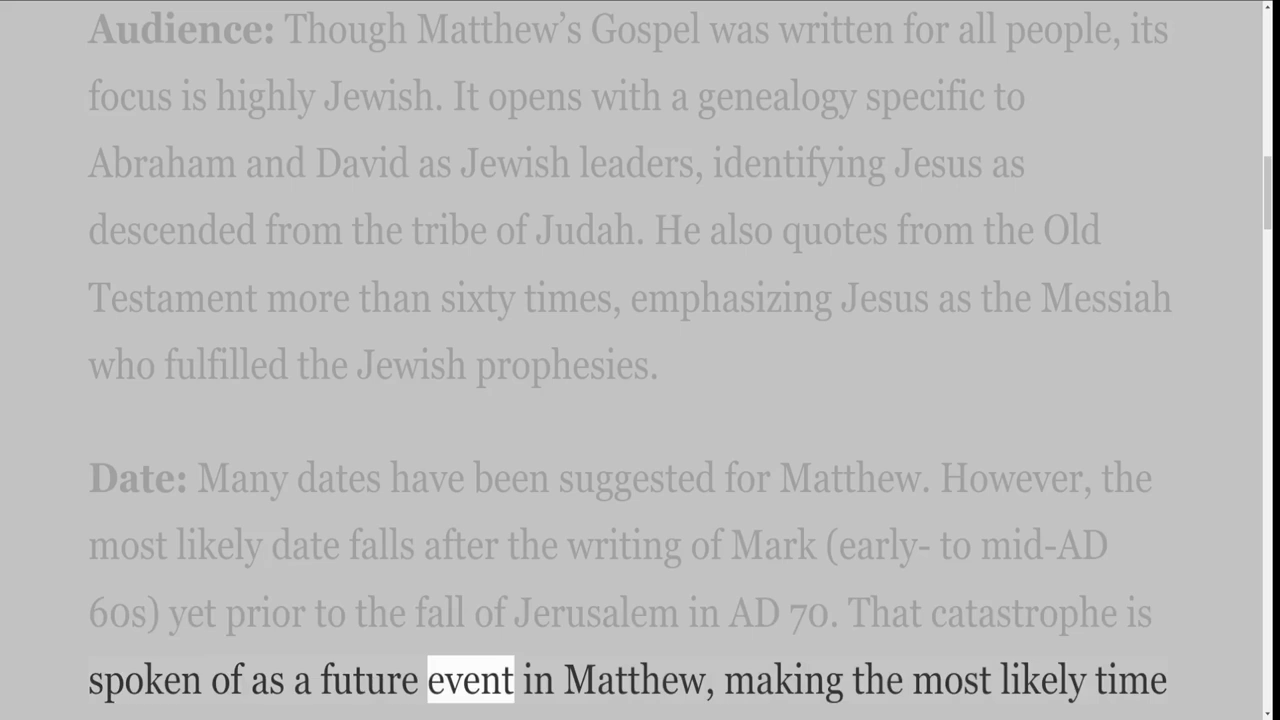 Audience: Though Matthew’s Gospel was written for all people, its
focus is highly Jewish. It opens with a genealogy specific to
Abraham and David as Jewish leaders, identifying Jesus as
descended from the tribe of Judah. He also quotes from the Old
Testament more than sixty times, emphasizing Jesus as the Messiah
who fulfilled the Jewish prophesies.
Date: Many dates have been suggested for Matthew. However, the
most likely date falls after the writing of Mark (early- to mid-AD
60s) yet prior to the fall of Jerusalem in AD 70. That catastrophe is
spoken of as a future event in Matthew, making the most likely time